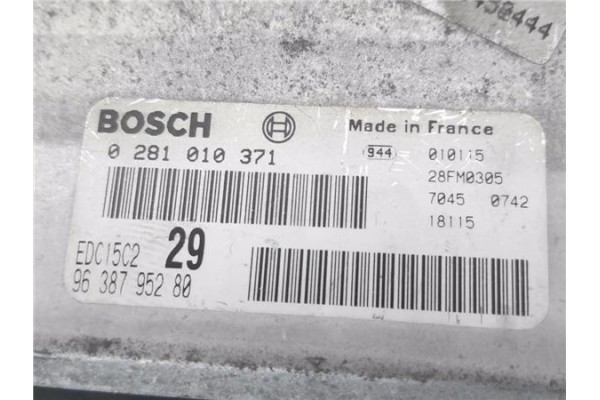 BOSCH
Made in France
0 281 010 371
944 010115
28FM0305
7045 0742
18115
EDC15C2 29
96 387 952 80